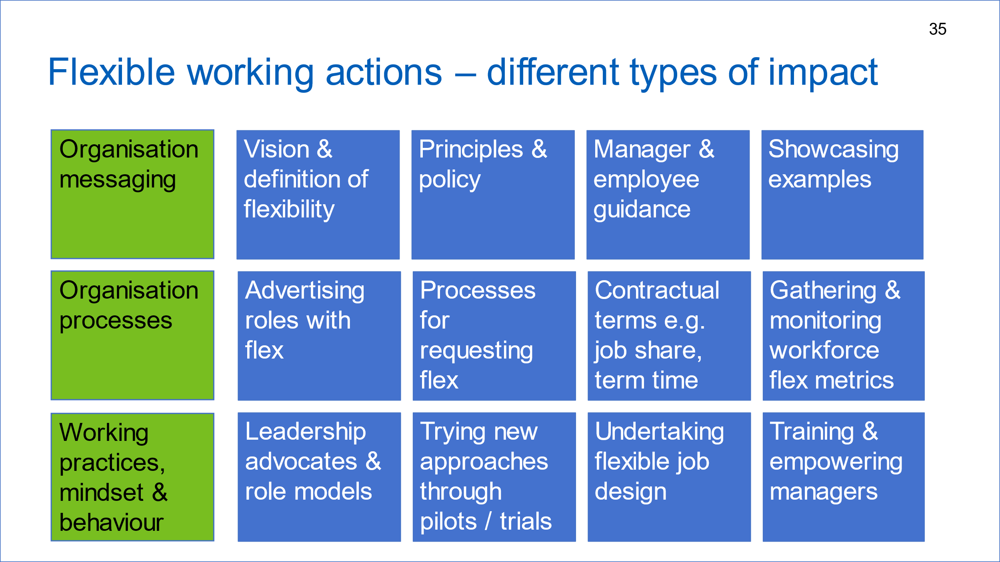 35
Flexible working actions – different types of impact
Organisation
messaging
Vision &
definition of
flexibility
Principles &
policy
Manager &
employee
guidance
Showcasing
examples
Organisation
processes
Advertising
roles with
flex
Processes
for
requesting
flex
Contractual
terms e.g.
job share,
term time
Gathering &
monitoring
workforce
flex metrics
Working
practices,
mindset &
behaviour
Leadership
advocates &
role models
Trying new
approaches
through
pilots / trials
Undertaking
flexible job
design
Training &
empowering
managers